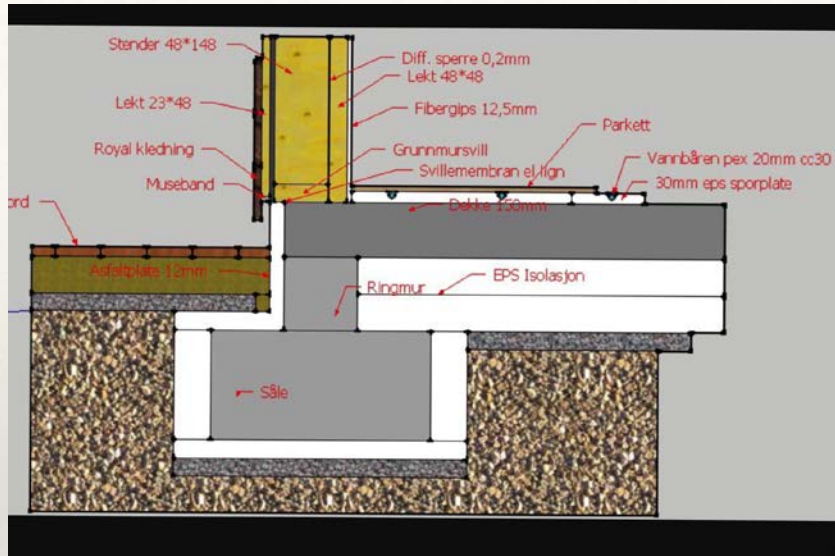 Stender 48*148
Diff. sperre 0,2mm
Lekt 48*48
Lekt 23*48
Fibergips 12,5mm
Parkett
Royal kledning
Grunnmursvill
Vannbåren pex 20mm cc30
Svillemembran el lign
Museband
30mm eps sporplate
Dekke 150mm
ord
Asfaltplate 12mm
EPS Isolasjon
Ringmur
Såle